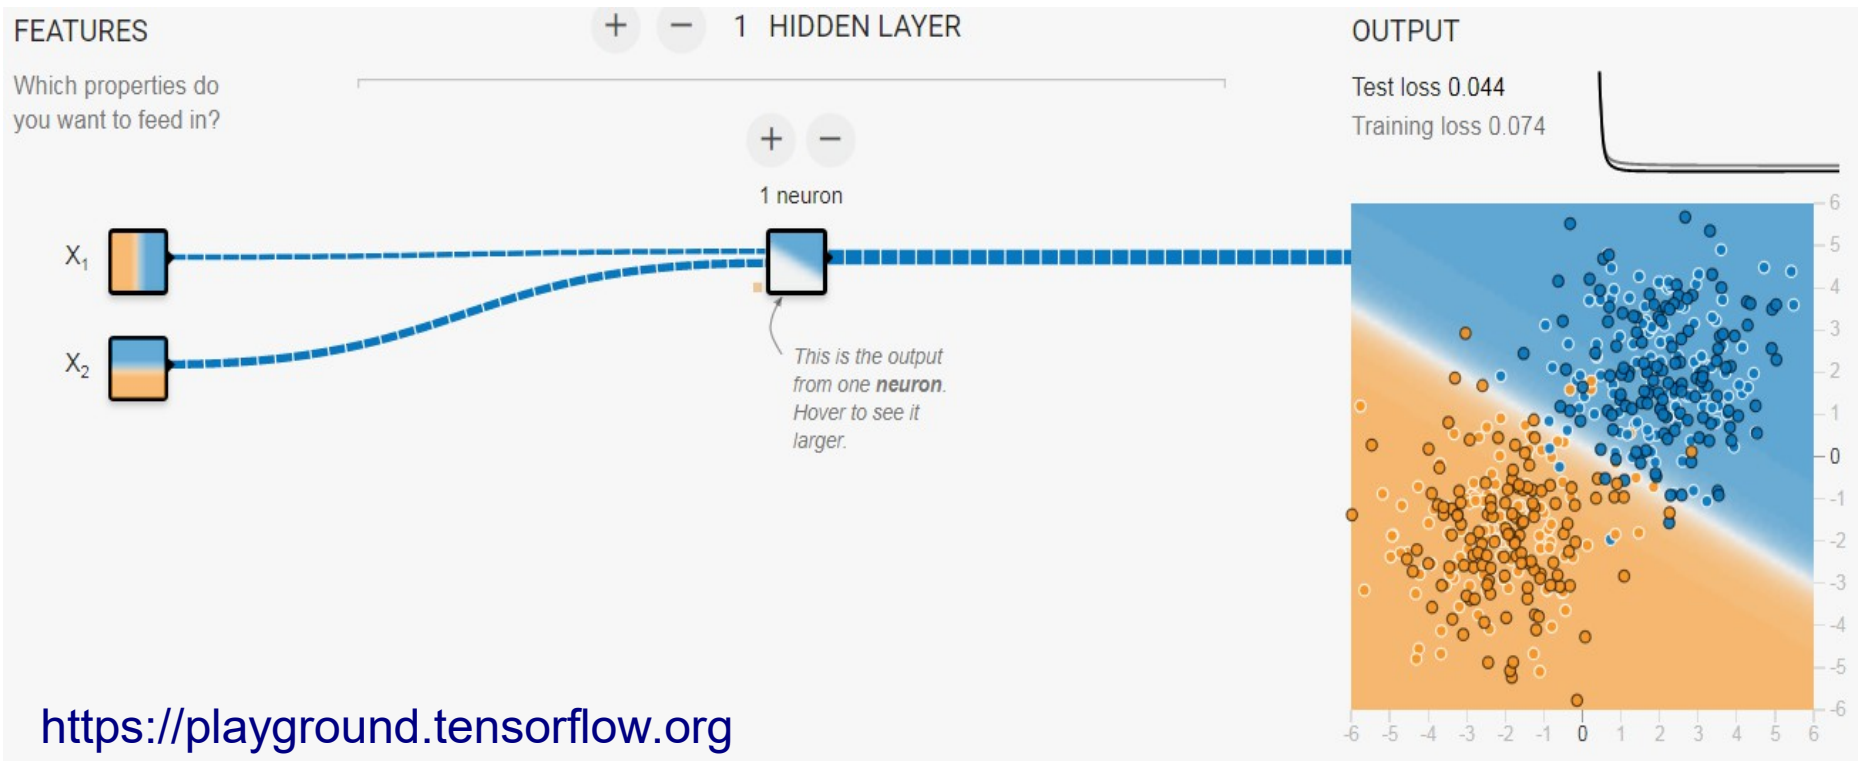 FEATURES
Which properties do
you want to feed in?
+ − 1 HIDDEN LAYER
+ −
1 neuron
X1
X2
This is the output
from one neuron.
Hover to see it
larger.
OUTPUT
Test loss 0.044
Training loss 0.074
6
5
4
3
2
1
0
-1
-2
-3
-4
-5
-6
-6 -5 -4 -3 -2 -1 0 1 2 3 4 5 6
https://playground.tensorflow.org